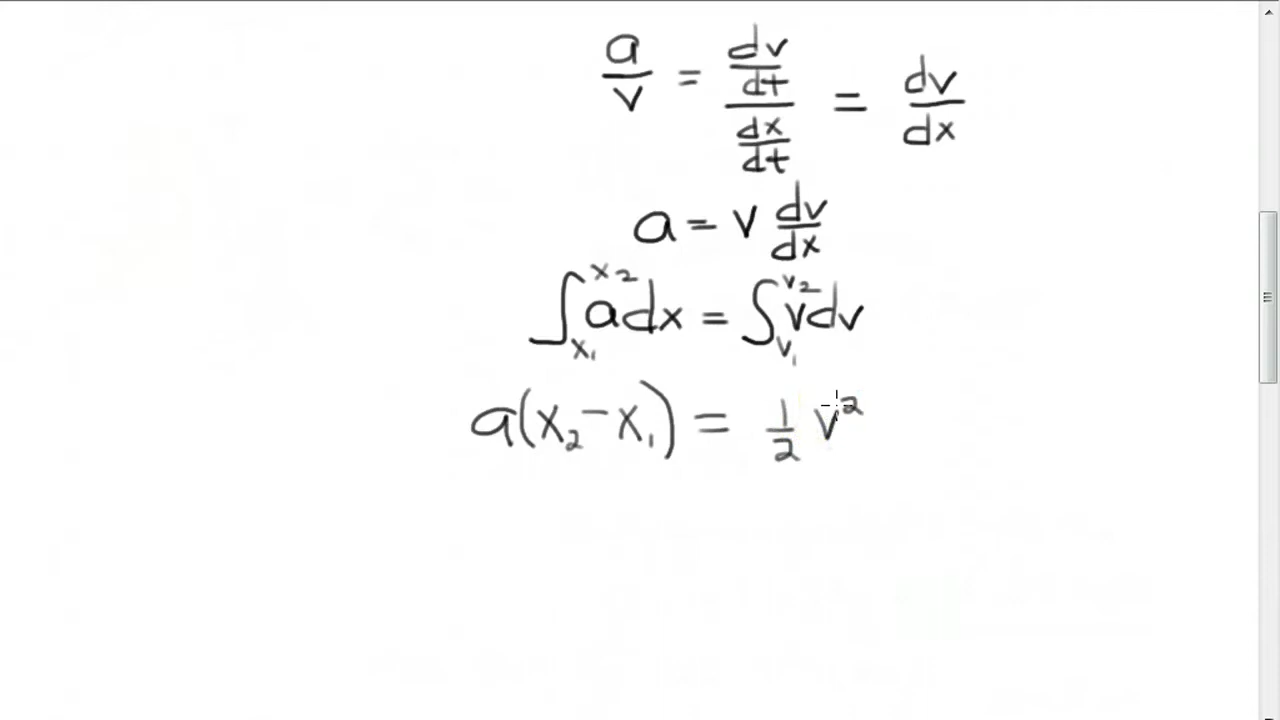 a/v = (dv/dt)/(dx/dt) = dv/dx
a = v dv/dx
∫_{x₁}^{x₂} a dx = ∫_{v₁}^{v₂} v dv
a(x₂ − x₁) = ½ v²